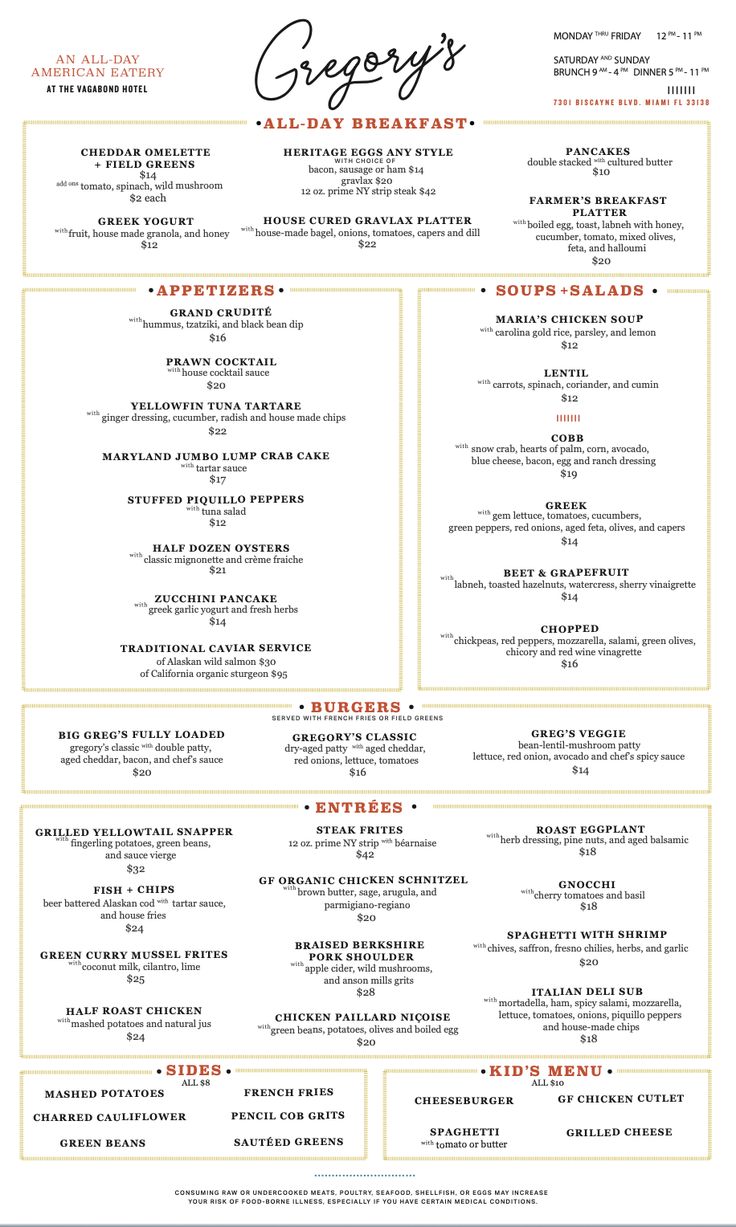 AN ALL-DAY
AMERICAN EATERY
AT THE VAGABOND HOTEL
Gregory's
MONDAY THRU FRIDAY 12 PM - 11 PM
SATURDAY AND SUNDAY
BRUNCH 9 AM - 4 PM DINNER 5 PM - 11 PM
7301 BISCAYNE BLVD. MIAMI FL 33138
•ALL-DAY BREAKFAST•
CHEDDAR OMELETTE
+ FIELD GREENS
$14
add ons tomato, spinach, wild mushroom
$2 each
GREEK YOGURT
with fruit, house made granola, and honey
$12
HERITAGE EGGS ANY STYLE
WITH CHOICE OF
bacon, sausage or ham $14
gravlax $20
12 oz. prime NY strip steak $42
HOUSE CURED GRAVLAX PLATTER
with house-made bagel, onions, tomatoes, capers and dill
$22
PANCAKES
double stacked with cultured butter
$10
FARMER'S BREAKFAST
PLATTER
with boiled egg, toast, labneh with honey,
cucumber, tomato, mixed olives,
feta, and halloumi
$20
• APPETIZERS •
GRAND CRUDITÉ
with hummus, tzatziki, and black bean dip
$16
PRAWN COCKTAIL
with house cocktail sauce
$20
YELLOWFIN TUNA TARTARE
with ginger dressing, cucumber, radish and house made chips
$22
MARYLAND JUMBO LUMP CRAB CAKE
with tartar sauce
$17
STUFFED PIQUILLO PEPPERS
with tuna salad
$12
HALF DOZEN OYSTERS
with classic mignonette and crème fraiche
$21
ZUCCHINI PANCAKE
with greek garlic yogurt and fresh herbs
$14
TRADITIONAL CAVIAR SERVICE
of Alaskan wild salmon $30
of California organic sturgeon $95
• SOUPS +SALADS •
MARIA'S CHICKEN SOUP
with carolina gold rice, parsley, and lemon
$12
LENTIL
with carrots, spinach, coriander, and cumin
$12
COBB
with snow crab, hearts of palm, corn, avocado,
blue cheese, bacon, egg and ranch dressing
$19
GREEK
with gem lettuce, tomatoes, cucumbers,
green peppers, red onions, aged feta, olives, and capers
$14
BEET & GRAPEFRUIT
with labneh, toasted hazelnuts, watercress, sherry vinaigrette
$14
CHOPPED
with chickpeas, red peppers, mozzarella, salami, green olives,
chicory and red wine vinagrette
$16
• BURGERS •
SERVED WITH FRENCH FRIES OR FIELD GREENS
BIG GREG'S FULLY LOADED
gregory's classic with double patty,
aged cheddar, bacon, and chef's sauce
$20
GREGORY'S CLASSIC
dry-aged patty with aged cheddar,
red onions, lettuce, tomatoes
$16
GREG'S VEGGIE
bean-lentil-mushroom patty
lettuce, red onion, avocado and chef's spicy sauce
$14
• ENTRÉES •
GRILLED YELLOWTAIL SNAPPER
with fingerling potatoes, green beans,
and sauce vierge
$32
FISH + CHIPS
beer battered Alaskan cod with tartar sauce,
and house fries
$24
GREEN CURRY MUSSEL FRITES
with coconut milk, cilantro, lime
$25
HALF ROAST CHICKEN
with mashed potatoes and natural jus
$24
STEAK FRITES
12 oz. prime NY strip with béarnaise
$42
GF ORGANIC CHICKEN SCHNITZEL
with brown butter, sage, arugula, and
parmigiano-regiano
$20
BRAISED BERKSHIRE
PORK SHOULDER
with apple cider, wild mushrooms,
and anson mills grits
$28
CHICKEN PAILLARD NIÇOISE
with green beans, potatoes, olives and boiled egg
$20
ROAST EGGPLANT
with herb dressing, pine nuts, and aged balsamic
$18
GNOCCHI
with cherry tomatoes and basil
$18
SPAGHETTI WITH SHRIMP
with chives, saffron, fresno chilies, herbs, and garlic
$20
ITALIAN DELI SUB
with mortadella, ham, spicy salami, mozzarella,
lettuce, tomatoes, onions, piquillo peppers
and house-made chips
$18
• SIDES •
ALL $8
MASHED POTATOES
CHARRED CAULIFLOWER
GREEN BEANS
FRENCH FRIES
PENCIL COB GRITS
SAUTÉED GREENS
• KID'S MENU •
ALL $10
CHEESEBURGER
GF CHICKEN CUTLET
SPAGHETTI
with tomato or butter
GRILLED CHEESE
CONSUMING RAW OR UNDERCOOKED MEATS, POULTRY, SEAFOOD, SHELLFISH, OR EGGS MAY INCREASE
YOUR RISK OF FOOD-BORNE ILLNESS, ESPECIALLY IF YOU HAVE CERTAIN MEDICAL CONDITIONS.